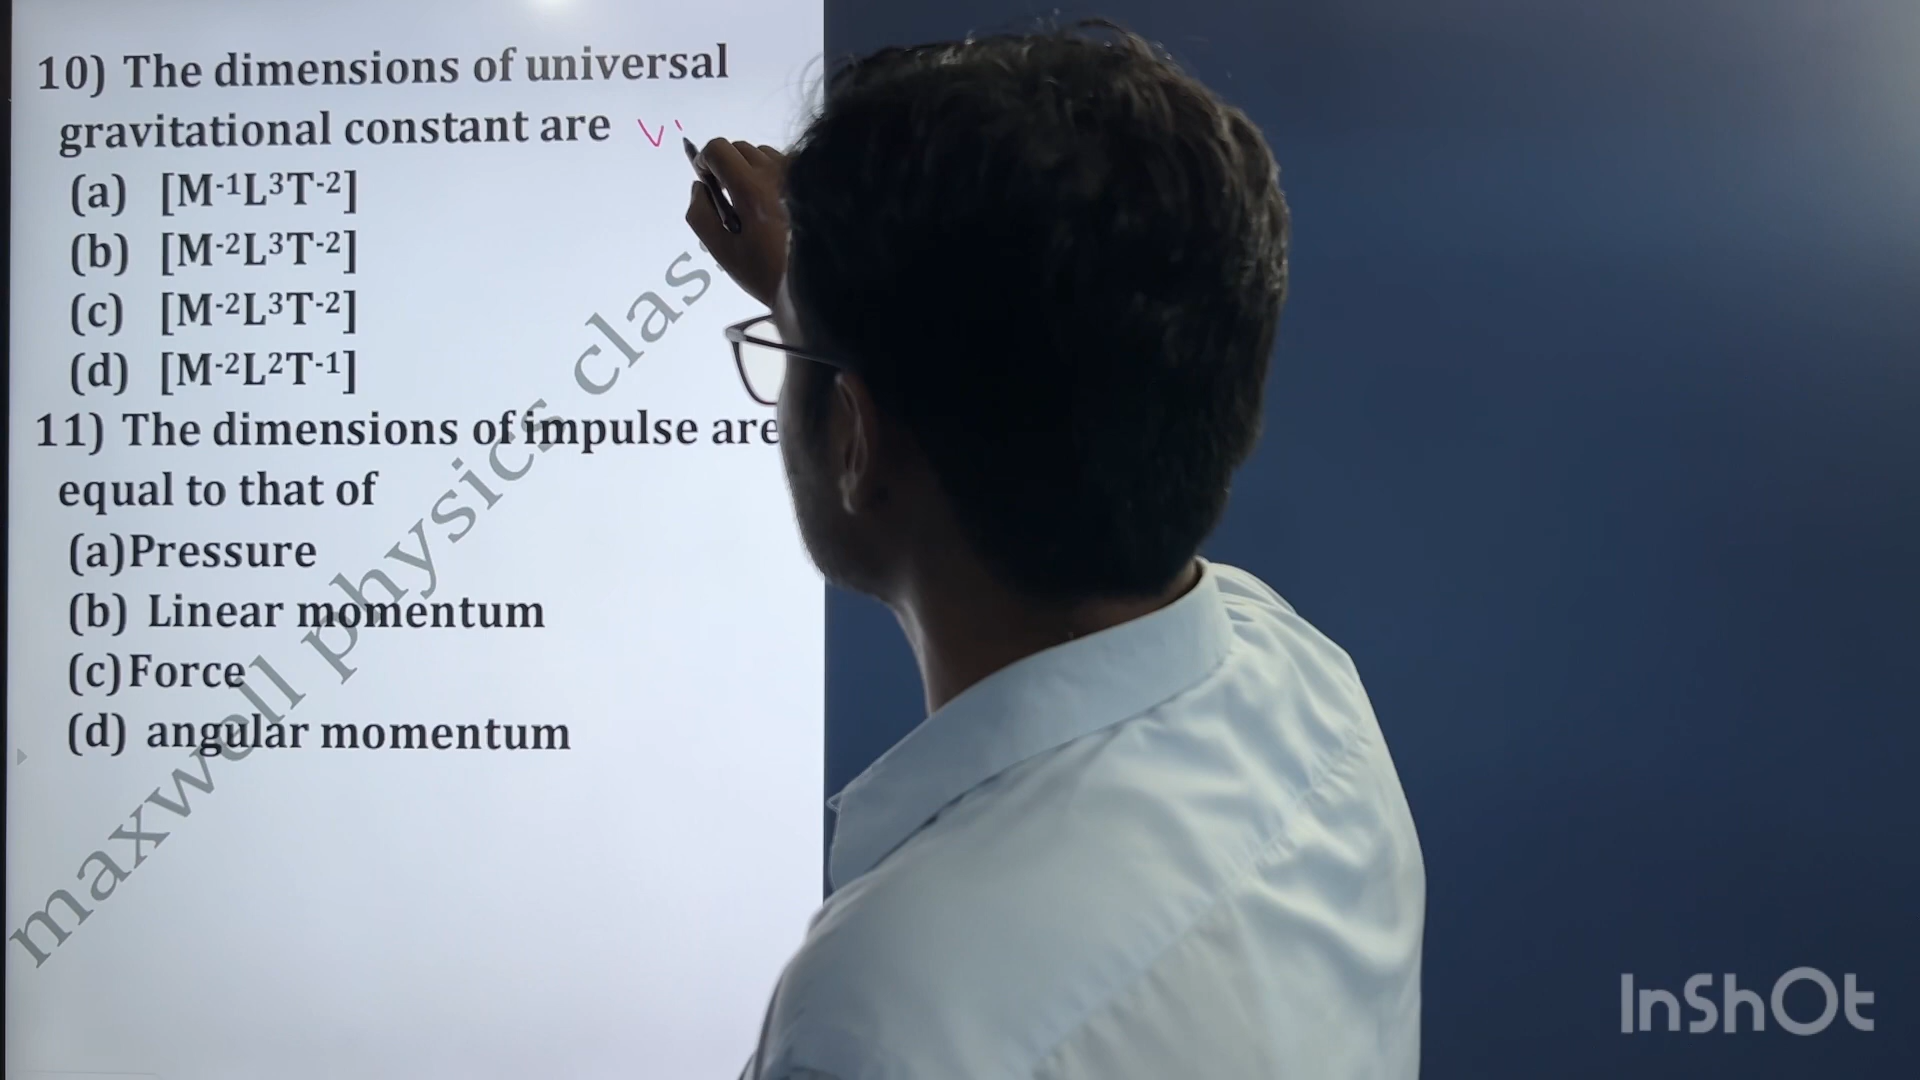 10) The dimensions of universal
gravitational constant are
(a) [M⁻¹L³T⁻²]
(b) [M⁻²L³T⁻²]
(c) [M⁻²L³T⁻²]
(d) [M⁻²L²T⁻¹]
11) The dimensions of impulse are
equal to that of
(a)Pressure
(b) Linear momentum
(c)Force
(d) angular momentum
maxwell physics
InShOt